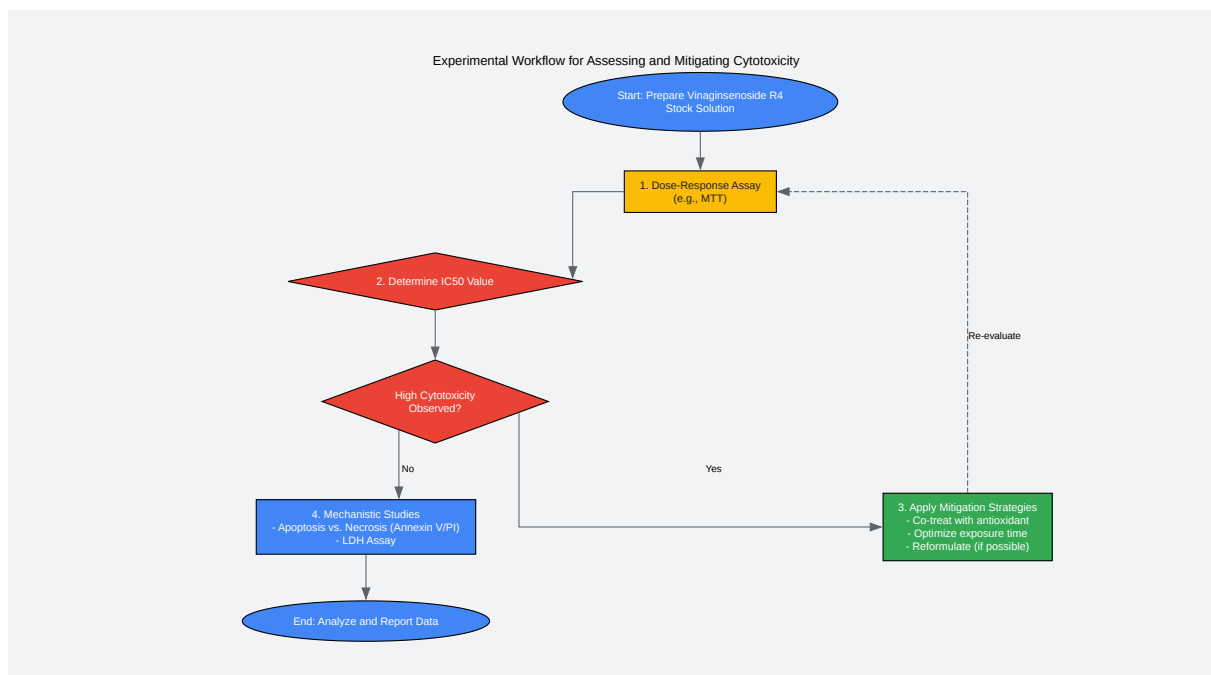 Experimental Workflow for Assessing and Mitigating Cytotoxicity
Start: Prepare Vinaginsenoside R4
Stock Solution
1. Dose-Response Assay
(e.g., MTT)
2. Determine IC50 Value
Re-evaluate
High Cytotoxicity
Observed?
No
Yes
3. Apply Mitigation Strategies
- Co-treat with antioxidant
- Optimize exposure time
- Reformulate (if possible)
4. Mechanistic Studies
- Apoptosis vs. Necrosis (Annexin V/PI)
- LDH Assay
End: Analyze and Report Data